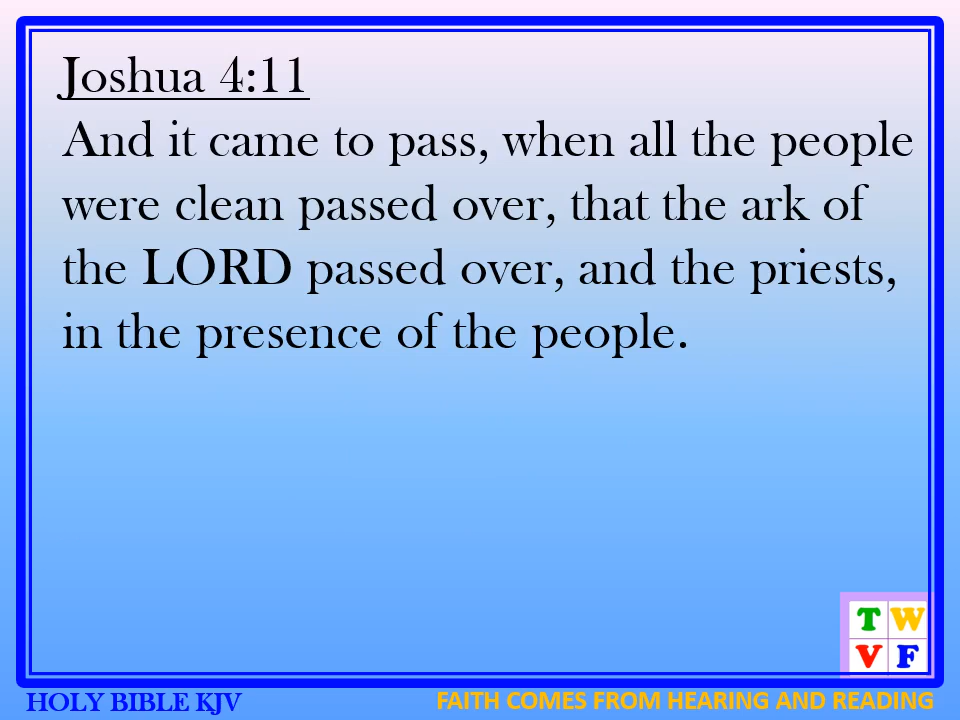 Joshua 4:11
And it came to pass, when all the people
were clean passed over, that the ark of
the LORD passed over, and the priests,
in the presence of the people.
T W
V F
HOLY BIBLE KJV
FAITH COMES FROM HEARING AND READING